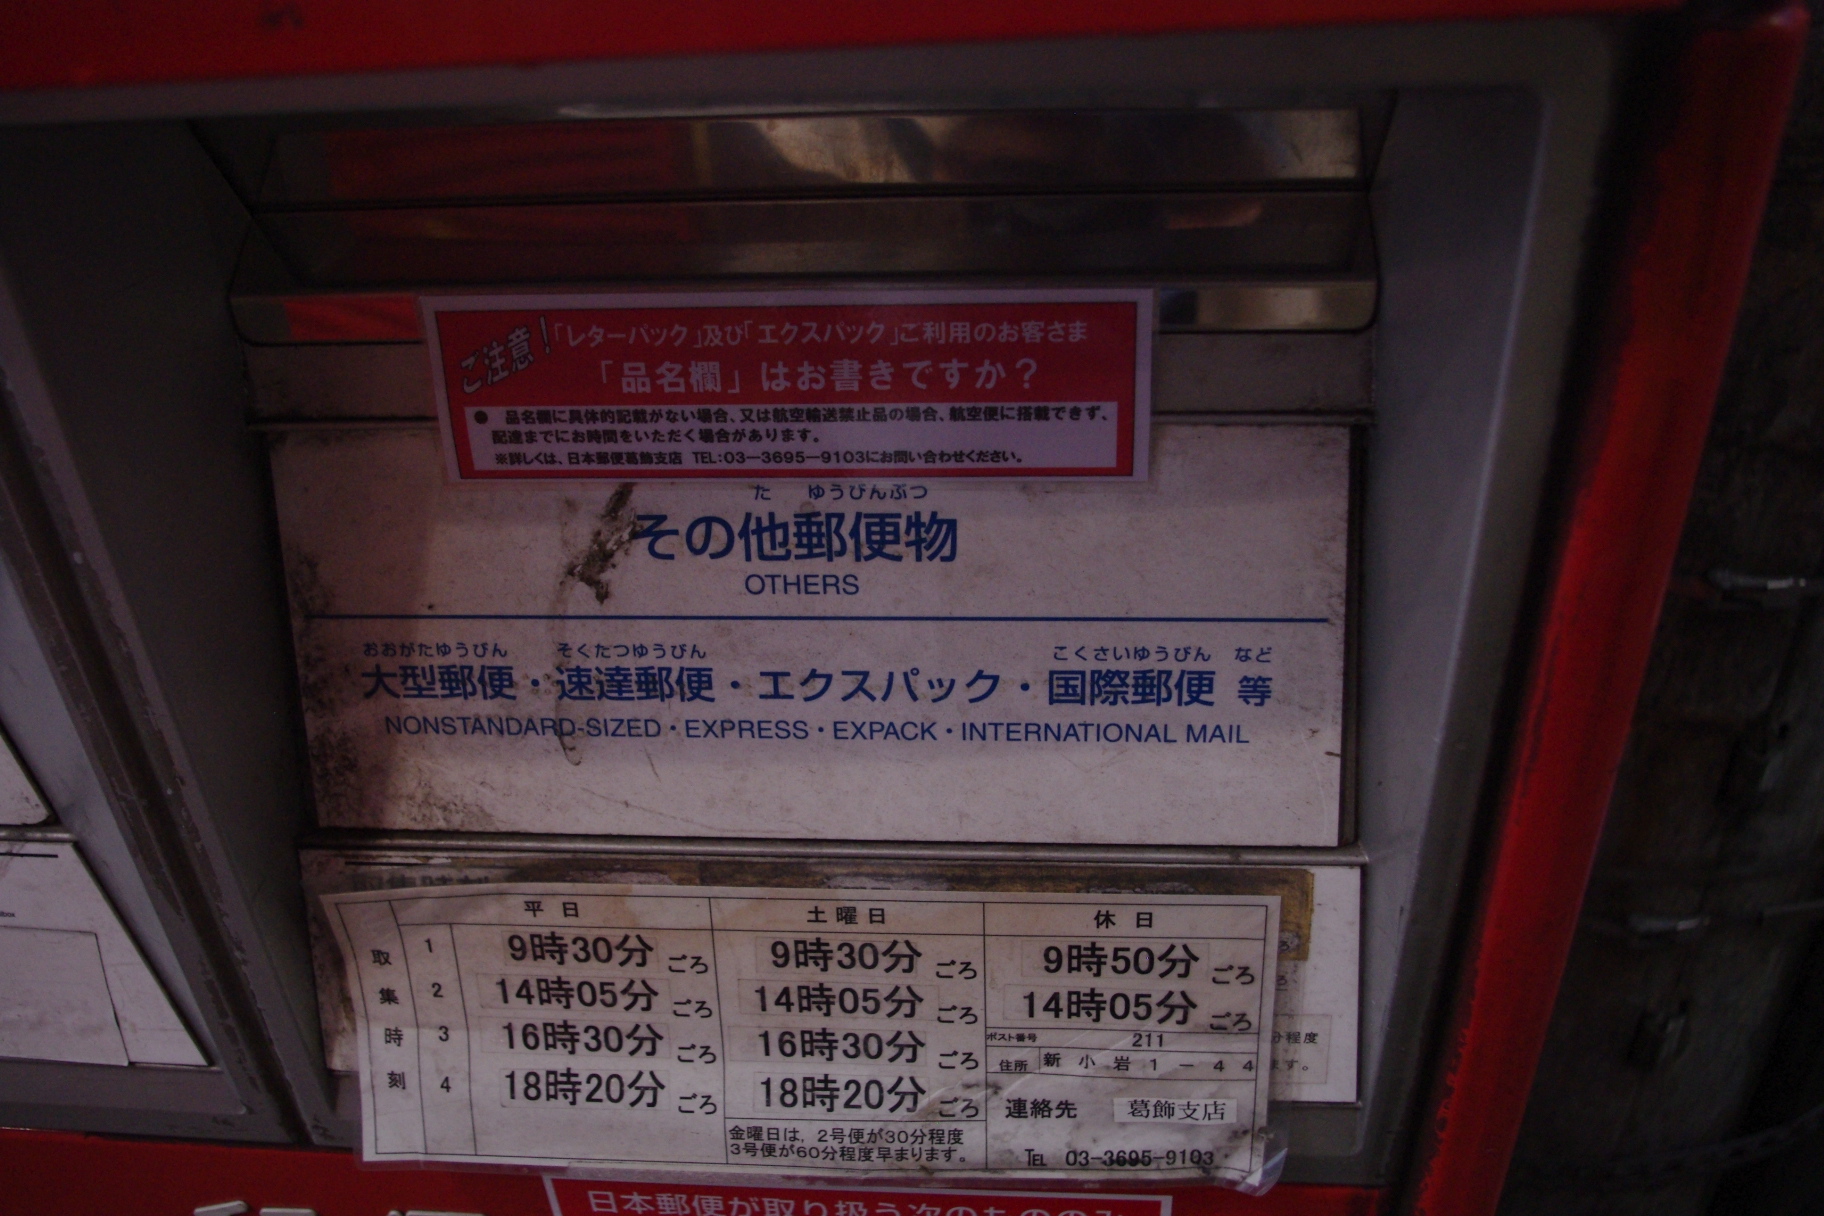 ご注意！「レターパック」及び「エクスパック」ご利用のお客さま
「品名欄」はお書きですか？
● 品名欄に具体的記載がない場合、又は航空輸送禁止品の場合、航空便に搭載できず、
配達までにお時間をいただく場合があります。
※詳しくは、日本郵便葛飾支店 TEL:03-3695-9103にお問い合わせください。
た ゆうびんぶつ
その他郵便物
OTHERS
おおがたゆうびん そくたつゆうびん こくさいゆうびん など
大型郵便・速達郵便・エクスパック・国際郵便 等
NONSTANDARD-SIZED・EXPRESS・EXPACK・INTERNATIONAL MAIL
平日 土曜日 休日
取集時刻
1 9時30分ごろ 9時30分ごろ 9時50分ごろ
2 14時05分ごろ 14時05分ごろ 14時05分ごろ
3 16時30分ごろ 16時30分ごろ
4 18時20分ごろ 18時20分ごろ
ポスト番号 211
住所 新小岩1-44
連絡先 葛飾支店
TEL 03-3695-9103
金曜日は、2号便が30分程度
3号便が60分程度早まります。
分程度
ます。
日本郵便が取り扱う次のもののみ